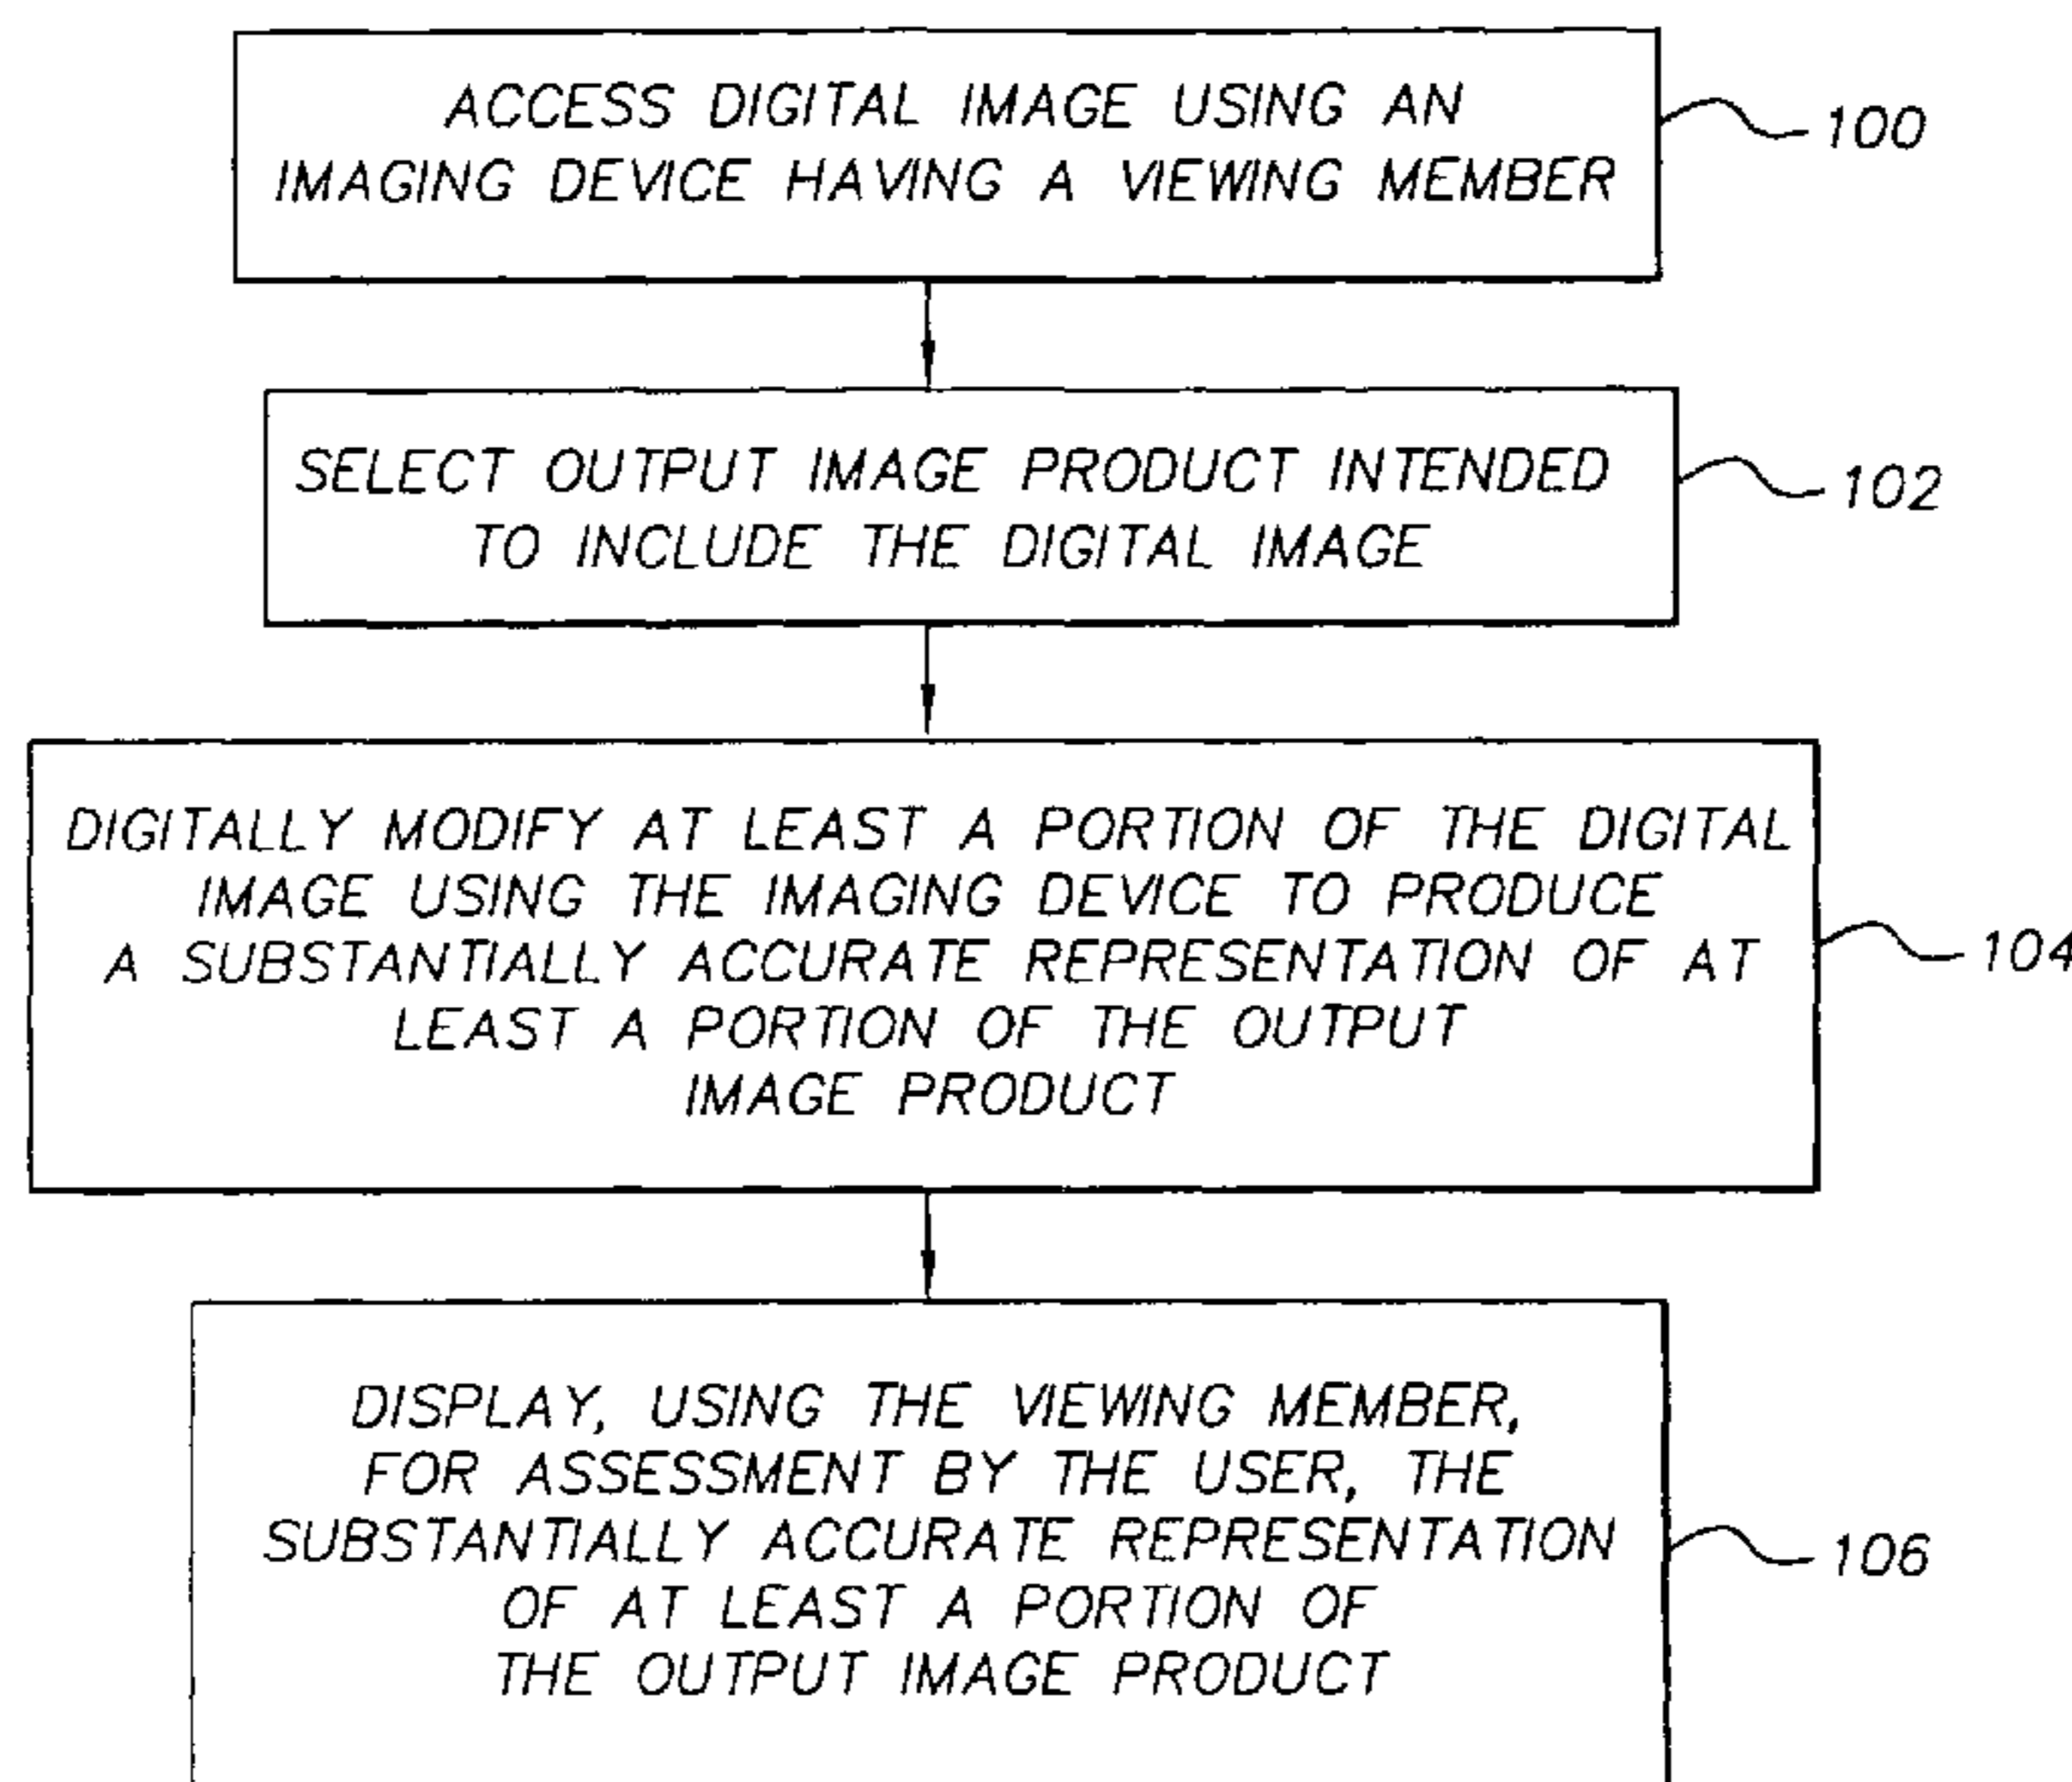 ACCESS DIGITAL IMAGE USING AN
IMAGING DEVICE HAVING A VIEWING MEMBER
100
SELECT OUTPUT IMAGE PRODUCT INTENDED
TO INCLUDE THE DIGITAL IMAGE
102
DIGITALLY MODIFY AT LEAST A PORTION OF THE DIGITAL
IMAGE USING THE IMAGING DEVICE TO PRODUCE
A SUBSTANTIALLY ACCURATE REPRESENTATION OF AT
LEAST A PORTION OF THE OUTPUT
IMAGE PRODUCT
104
DISPLAY, USING THE VIEWING MEMBER,
FOR ASSESSMENT BY THE USER, THE
SUBSTANTIALLY ACCURATE REPRESENTATION
OF AT LEAST A PORTION OF
THE OUTPUT IMAGE PRODUCT
106